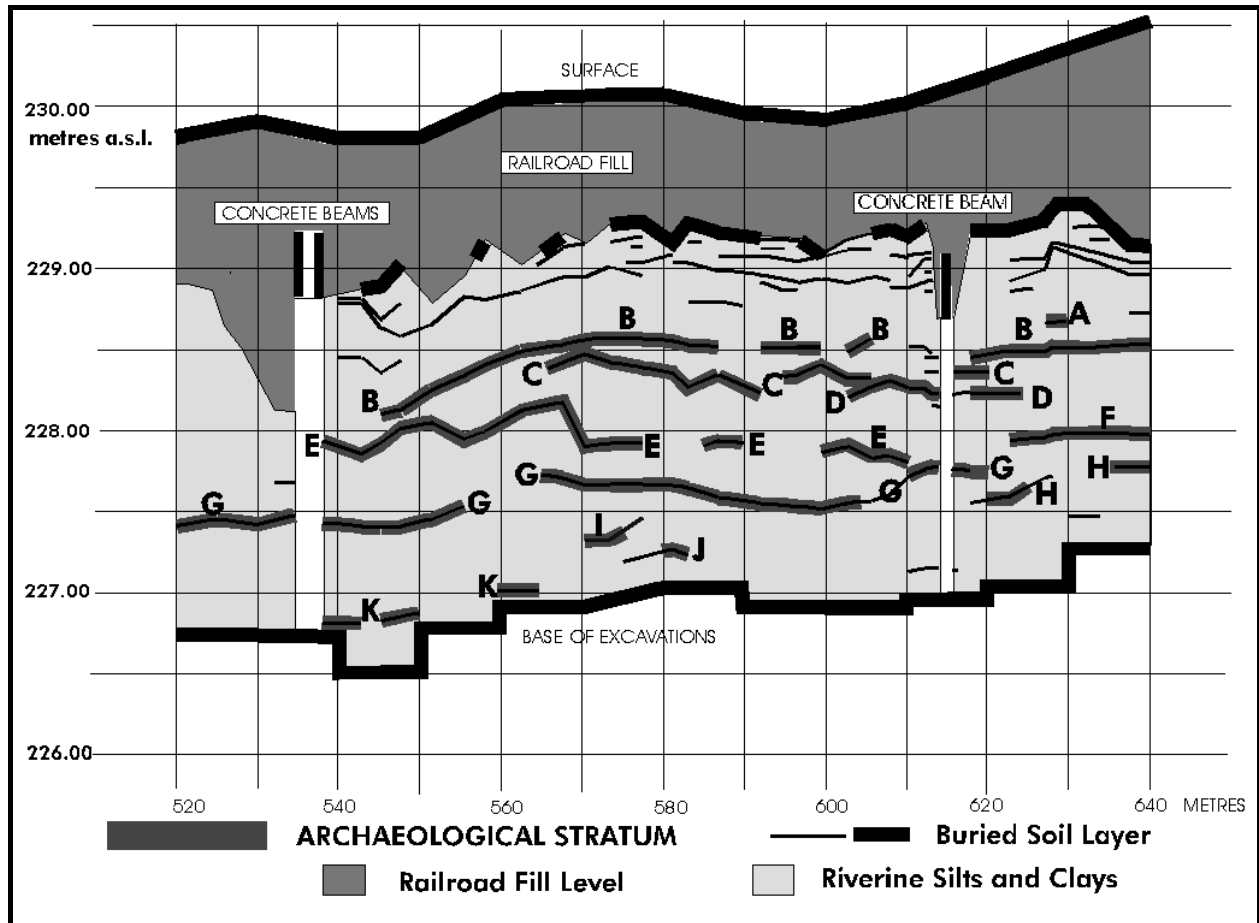 SURFACE
230.00
metres a.s.l.
RAILROAD FILL
CONCRETE BEAMS
CONCRETE BEAM
229.00
A
B
B
B
B
C
C
C
B
D
D
F
228.00
E
E
E
E
H
G
G
G
G
G
H
I
J
227.00
K
K
BASE OF EXCAVATIONS
226.00
520 540 560 580 600 620 640 METRES
ARCHAEOLOGICAL STRATUM
Buried Soil Layer
Railroad Fill Level
Riverine Silts and Clays